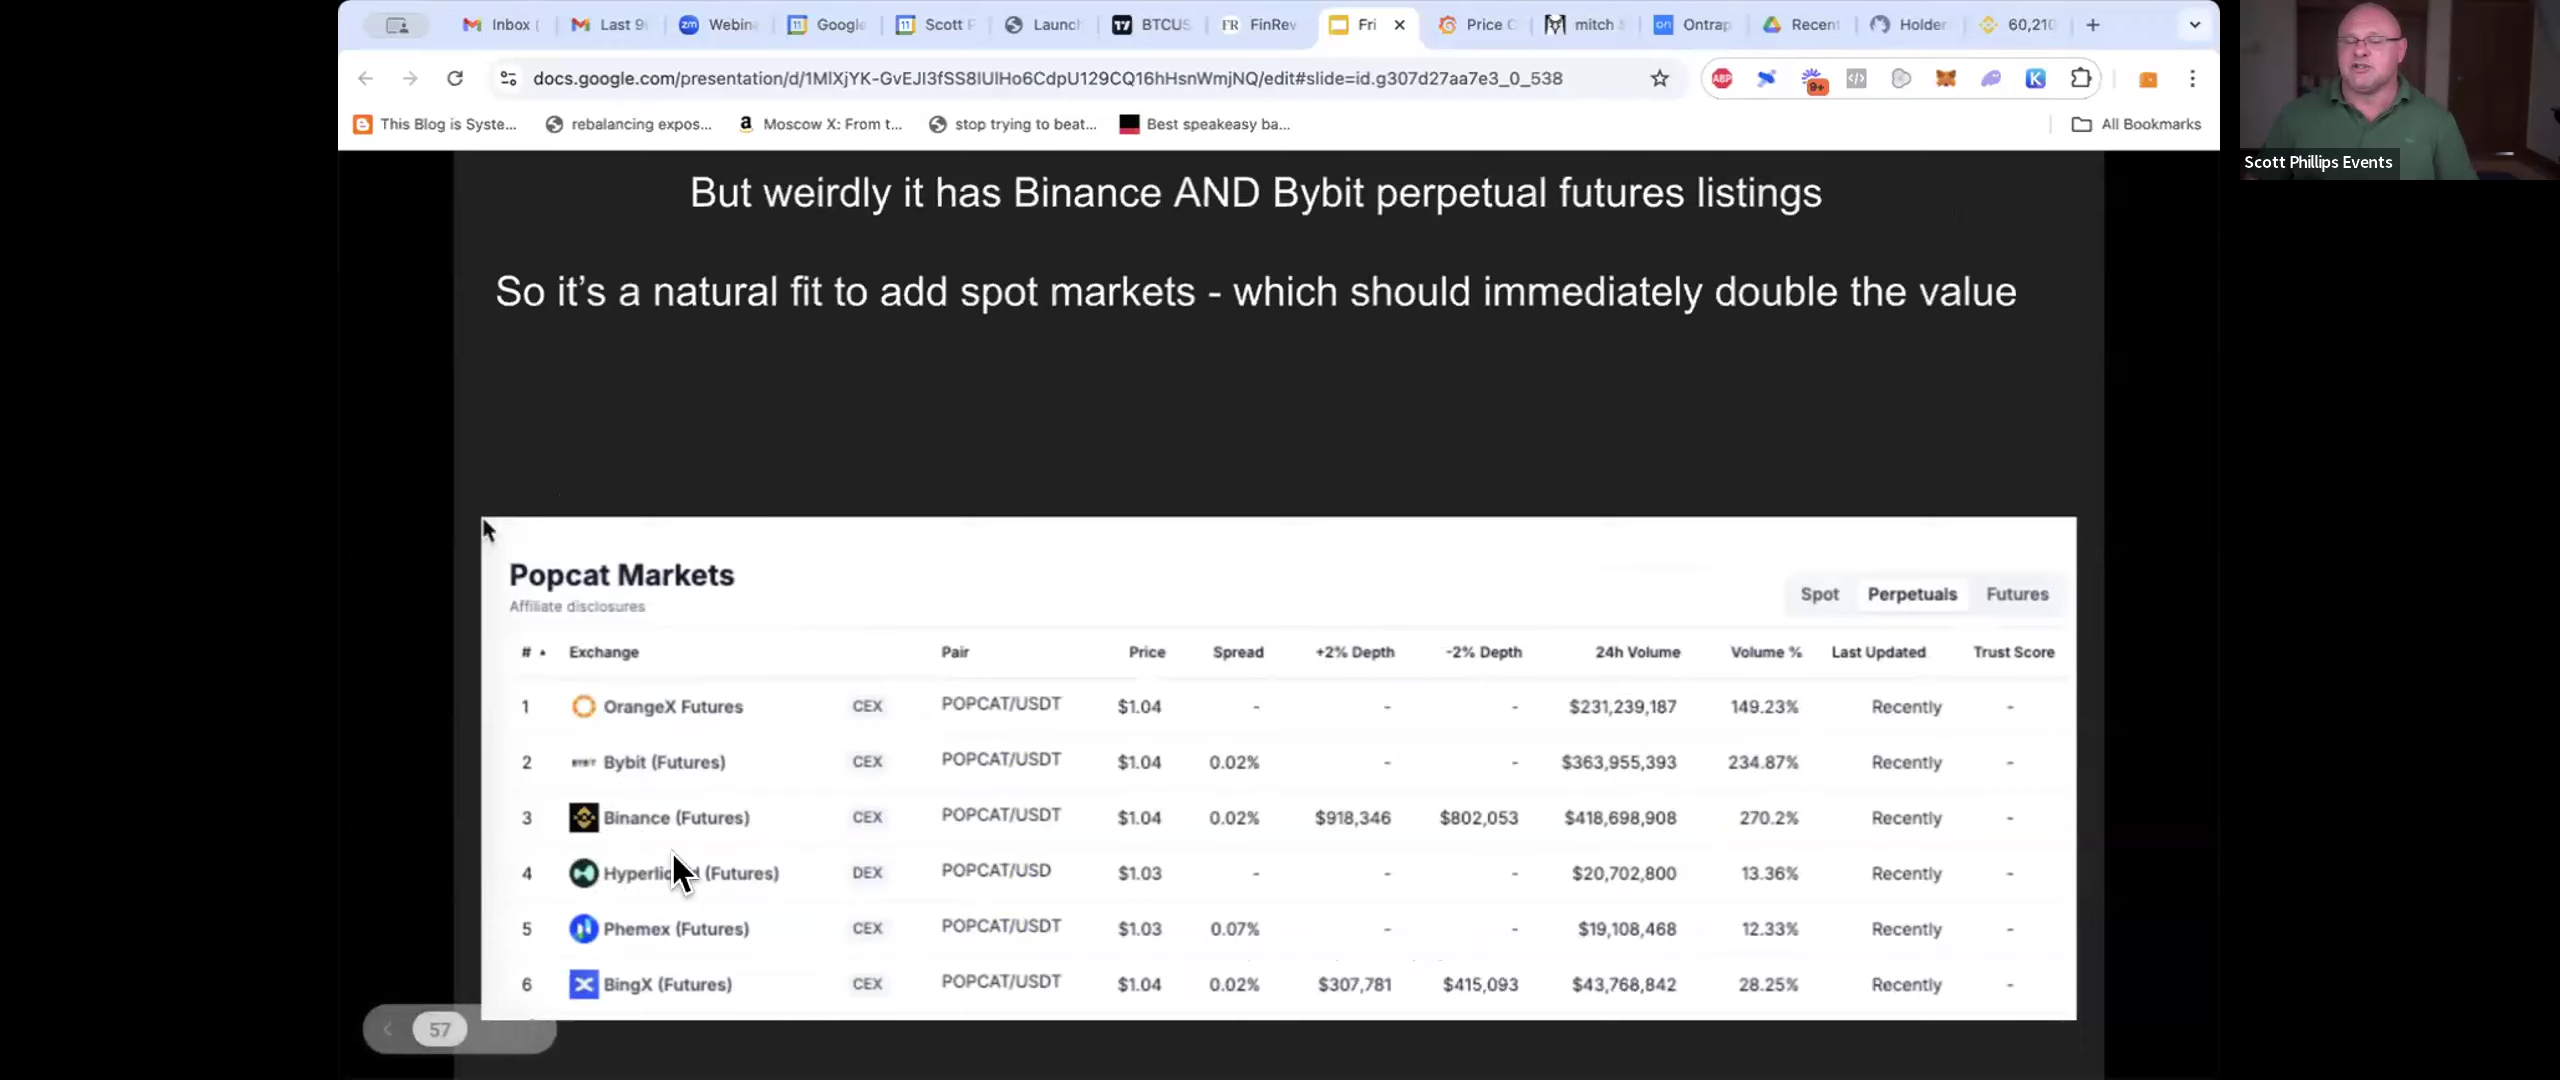 Inbox (
Last 9
Webin
Google
Scott P
Launch
BTCUS
FinRev
Fri
Price C
mitch
Ontrap
Recent
Holder
60,210
docs.google.com/presentation/d/1MlXjYK-GvEJI3fSS8lUlHo6CdpU129CQ16hHsnWmjNQ/edit#slide=id.g307d27aa7e3_0_538
ABP
9+
K
This Blog is Syste...
rebalancing expos...
Moscow X: From t...
stop trying to beat...
Best speakeasy ba...
All Bookmarks
Scott Phillips Events
But weirdly it has Binance AND Bybit perpetual futures listings
So it's a natural fit to add spot markets - which should immediately double the value
Popcat Markets
Affiliate disclosures
Spot Perpetuals Futures
# Exchange Pair Price Spread +2% Depth -2% Depth 24h Volume Volume % Last Updated Trust Score
1 OrangeX Futures CEX POPCAT/USDT $1.04 - - - $231,239,187 149.23% Recently -
2 Bybit (Futures) CEX POPCAT/USDT $1.04 0.02% - - $363,955,393 234.87% Recently -
3 Binance (Futures) CEX POPCAT/USDT $1.04 0.02% $918,346 $802,053 $418,698,908 270.2% Recently -
4 (Futures) DEX POPCAT/USD $1.03 - - - $20,702,800 13.36% Recently -
5 Phemex (Futures) CEX POPCAT/USDT $1.03 0.07% - - $19,108,468 12.33% Recently -
6 BingX (Futures) CEX POPCAT/USDT $1.04 0.02% $307,781 $415,093 $43,768,842 28.25% Recently -
57